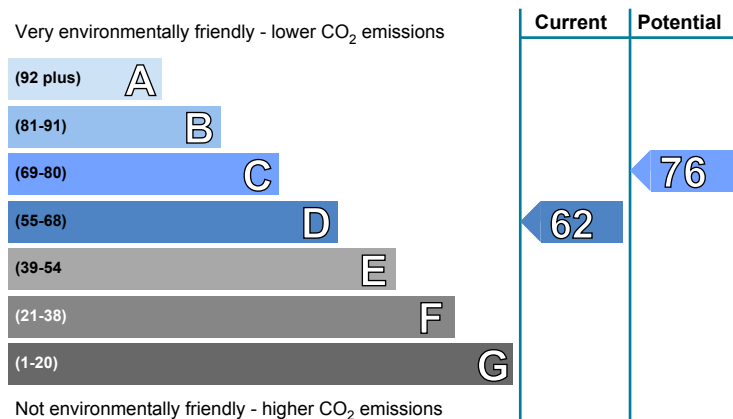 Current Potential
Very environmentally friendly - lower CO2 emissions
(92 plus) A
(81-91) B
(69-80) C
76
(55-68) D
62
(39-54 E
(21-38) F
(1-20) G
Not environmentally friendly - higher CO2 emissions